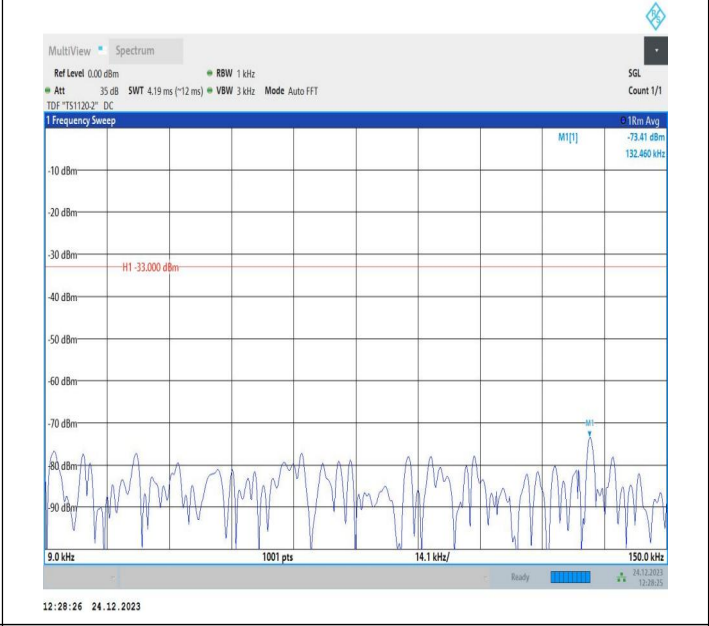 R&S
MultiView Spectrum
Ref Level 0.00 dBm RBW 1 kHz SGL
Att 35 dB SWT 4.19 ms (~12 ms) VBW 3 kHz Mode Auto FFT Count 1/1
TDF "TS1120-2" DC
1 Frequency Sweep 1Rm Avg
M1[1] -73.41 dBm
132.460 kHz
-10 dBm
-20 dBm
-30 dBm
H1 -33.000 dBm
-40 dBm
-50 dBm
-60 dBm
-70 dBm
M1
-80 dBm
-90 dBm
9.0 kHz 1001 pts 14.1 kHz/ 150.0 kHz
Ready 24.12.2023
12:28:25
12:28:26 24.12.2023